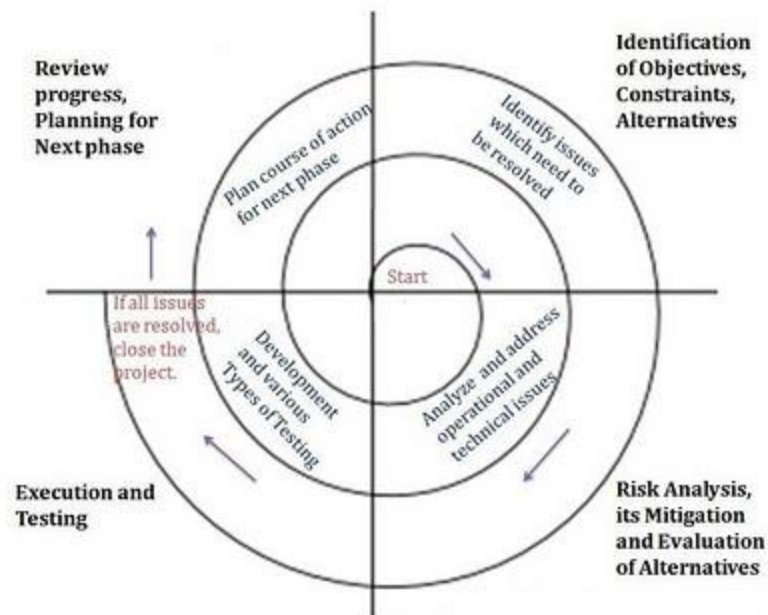 Review
progress,
Planning for
Next phase
Identification
of Objectives,
Constraints,
Alternatives
Plan course of action
for next phase
Identify issues
which need to
be resolved
Start
If all issues
are resolved,
close the
project.
Development
and various
Types of Testing
Analyze and address
operational and
technical issues
Execution and
Testing
Risk Analysis,
its Mitigation
and Evaluation
of Alternatives